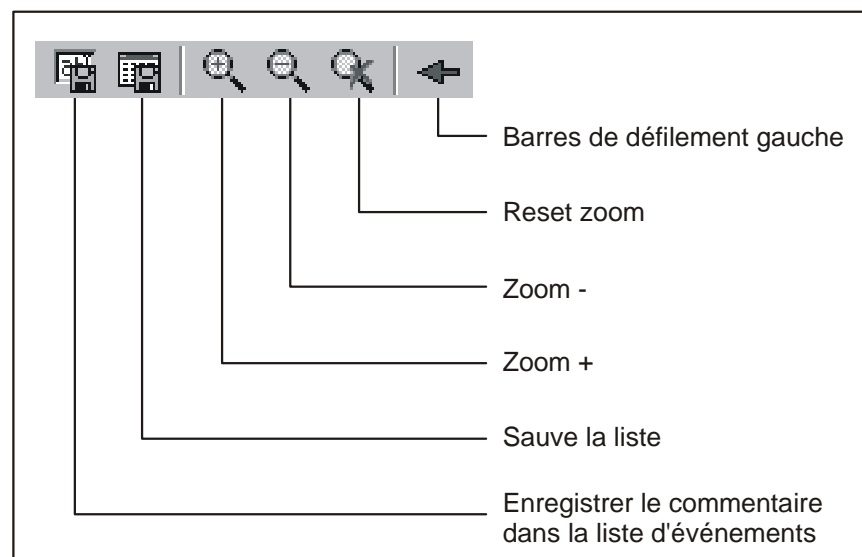 Barres de défilement gauche
Reset zoom
Zoom -
Zoom +
Sauve la liste
Enregistrer le commentaire
dans la liste d'événements